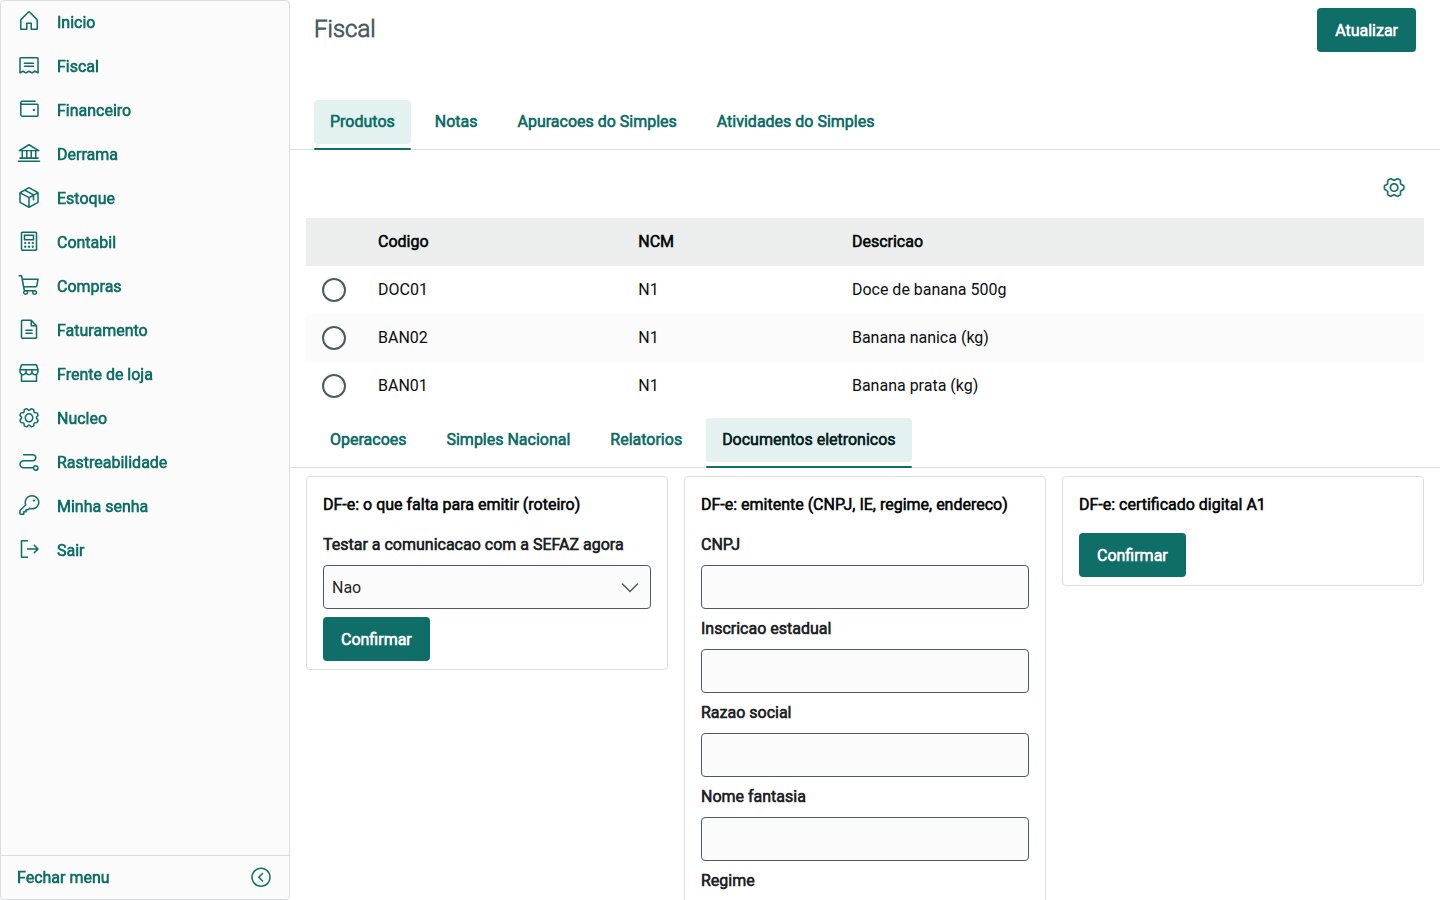 Inicio
Fiscal
Financeiro
Derrama
Estoque
Contabil
Compras
Faturamento
Frente de loja
Nucleo
Rastreabilidade
Minha senha
Sair
Fechar menu
Fiscal
Atualizar
Produtos Notas Apuracoes do Simples Atividades do Simples
Codigo NCM Descricao
DOC01 N1 Doce de banana 500g
BAN02 N1 Banana nanica (kg)
BAN01 N1 Banana prata (kg)
Operacoes Simples Nacional Relatorios Documentos eletronicos
DF-e: o que falta para emitir (roteiro)
Testar a comunicacao com a SEFAZ agora
Nao
Confirmar
DF-e: emitente (CNPJ, IE, regime, endereco)
CNPJ
Inscricao estadual
Razao social
Nome fantasia
Regime
DF-e: certificado digital A1
Confirmar